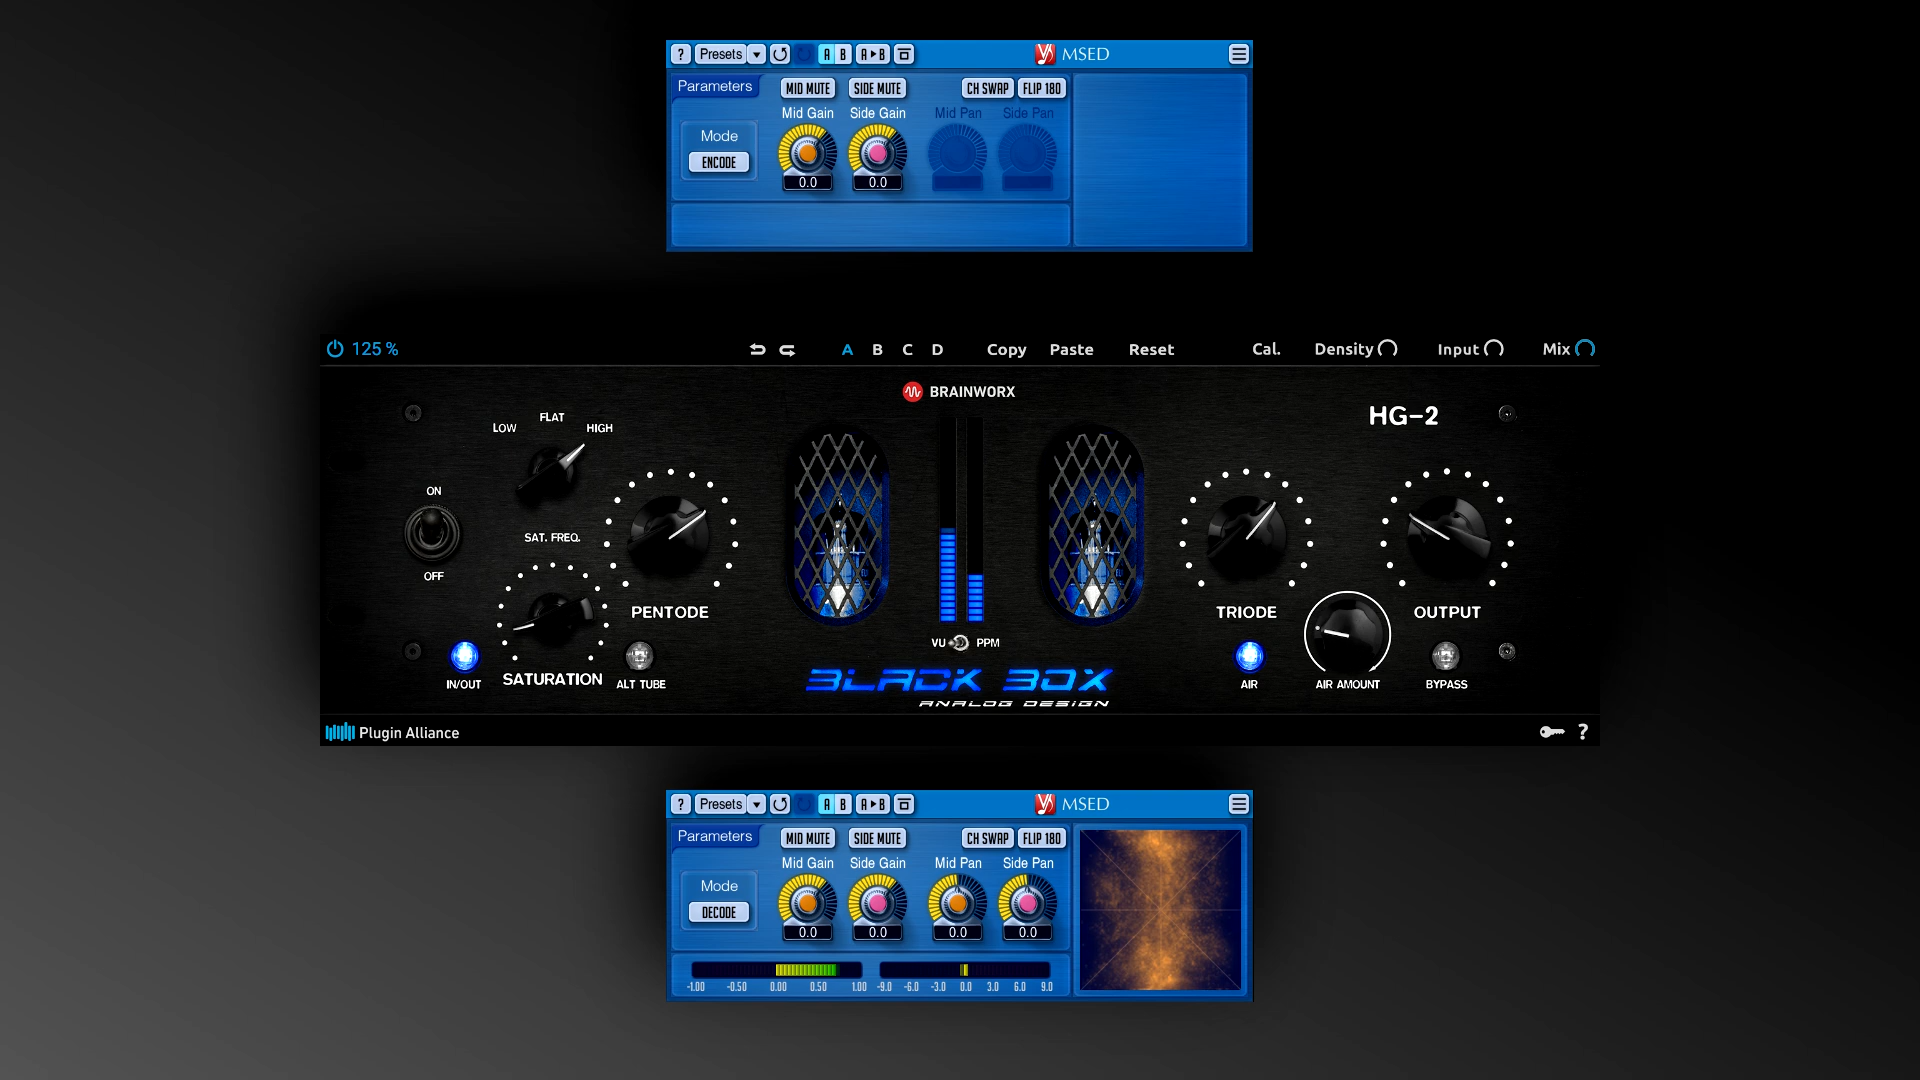 ? Presets A B A▸B MSED
Parameters MID MUTE SIDE MUTE CH SWAP FLIP 180
Mid Gain Side Gain Mid Pan Side Pan
Mode
ENCODE
0.0 0.0
125 % A B C D Copy Paste Reset Cal. Density Input Mix
BRAINWORX
HG-2
LOW FLAT HIGH
ON
SAT. FREQ.
OFF
PENTODE TRIODE OUTPUT
VU PPM
SATURATION
IN/OUT ALT TUBE AIR AIR AMOUNT BYPASS
BLACK BOX
ANALOG DESIGN
Plugin Alliance ?
? Presets A B A▸B MSED
Parameters MID MUTE SIDE MUTE CH SWAP FLIP 180
Mid Gain Side Gain Mid Pan Side Pan
Mode
DECODE
0.0 0.0 0.0 0.0
-1.00 -0.50 0.00 0.50 1.00 -9.0 -6.0 -3.0 0.0 3.0 6.0 9.0